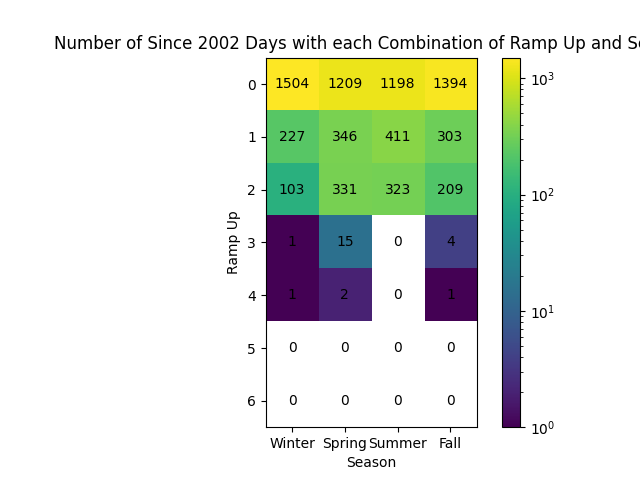 Number of Since 2002 Days with each Combination of Ramp Up and
0 1504 1209 1198 1394
1 227 346 411 303
2 103 331 323 209
3 1 15 0 4
4 1 2 0 1
5 0 0 0 0
6 0 0 0 0
Ramp Up
Winter Spring Summer Fall
Season
10³
10²
10¹
10⁰